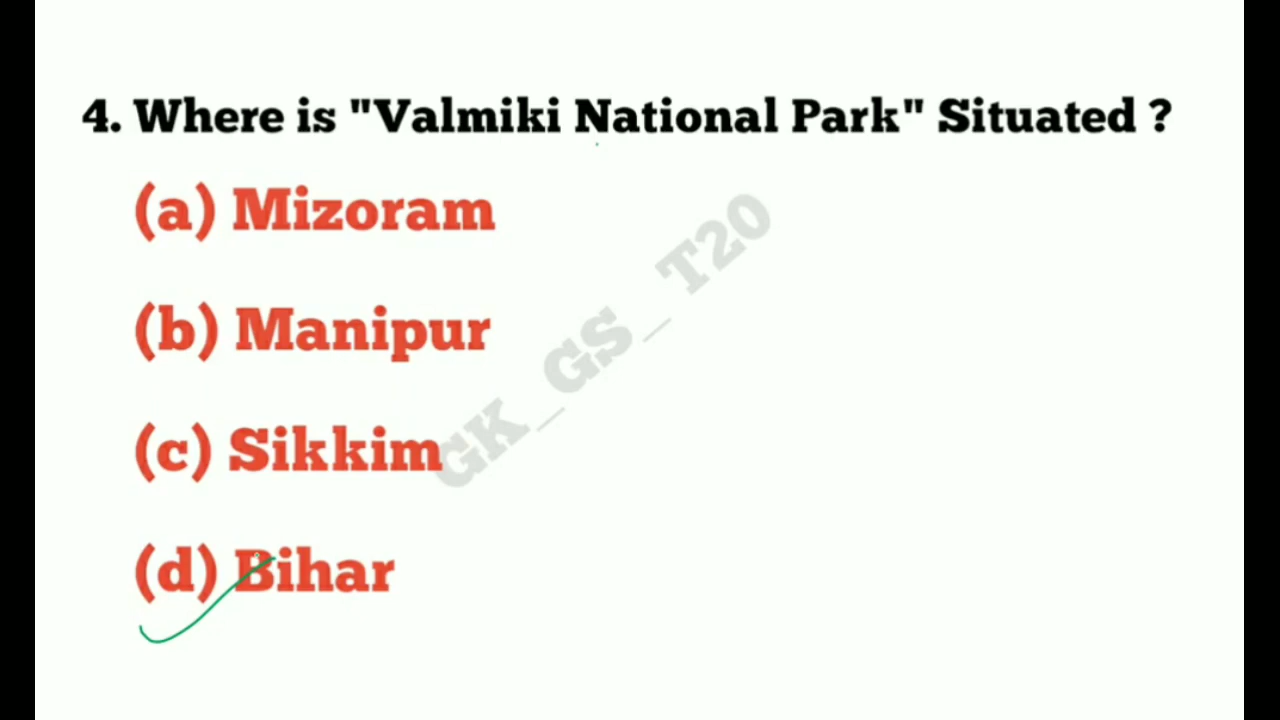 4. Where is "Valmiki National Park" Situated ?
(a) Mizoram
(b) Manipur
(c) Sikkim
(d) Bihar
GK_GS_T20